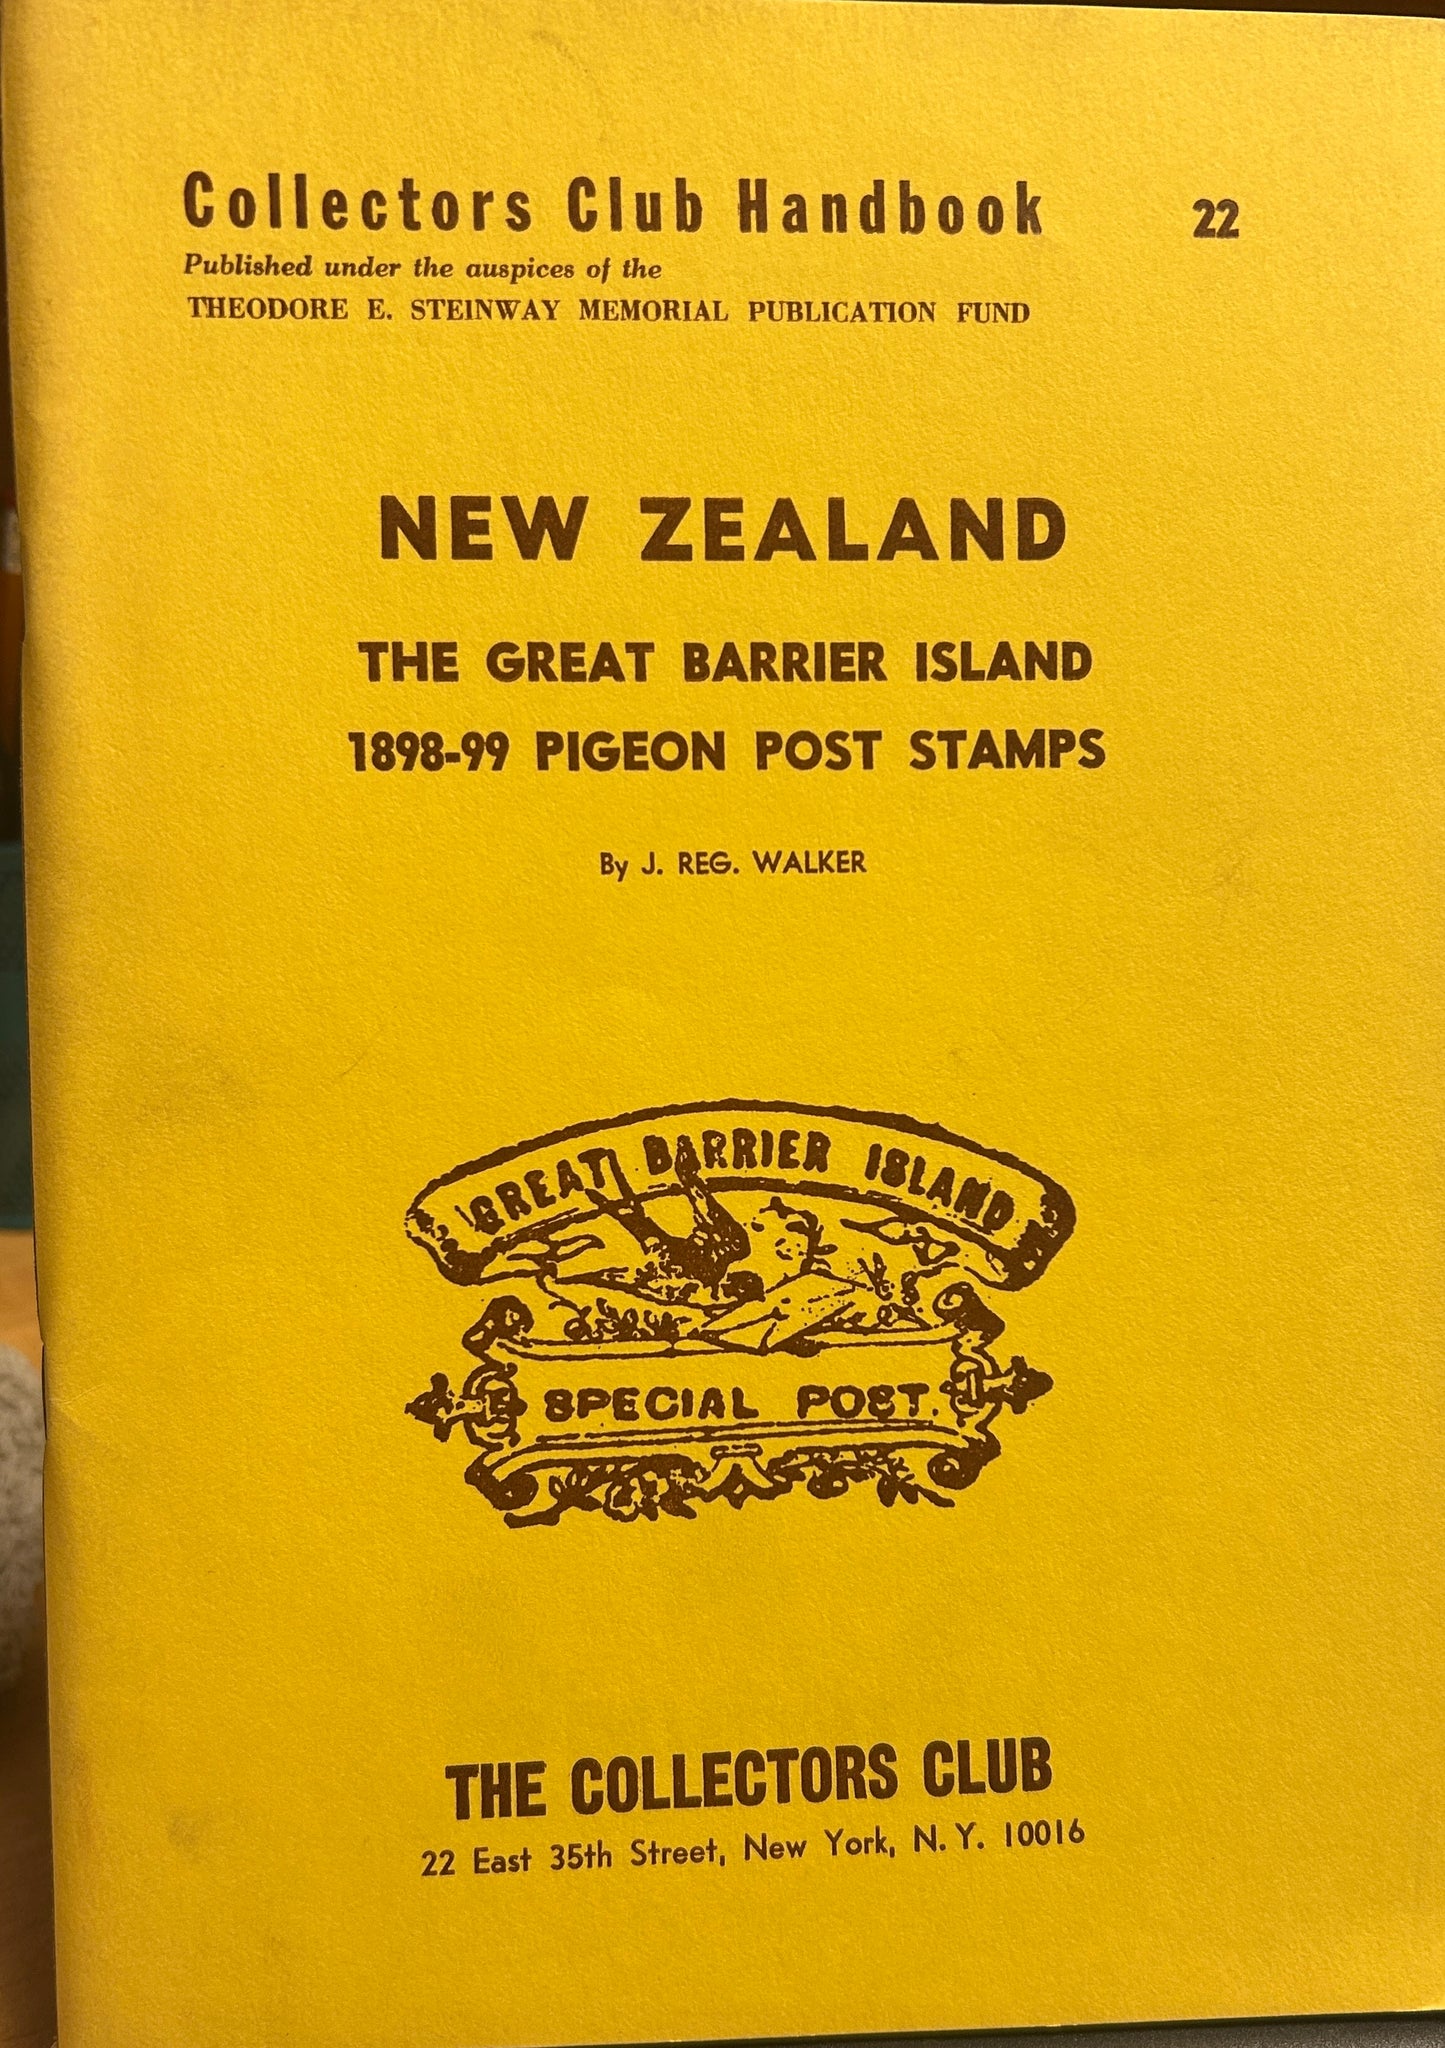 Collectors Club Handbook 22
Published under the auspices of the
THEODORE E. STEINWAY MEMORIAL PUBLICATION FUND
NEW ZEALAND
THE GREAT BARRIER ISLAND
1898-99 PIGEON POST STAMPS
By J. REG. WALKER
GREAT BARRIER ISLAND
SPECIAL POST.
THE COLLECTORS CLUB
22 East 35th Street, New York, N. Y. 10016